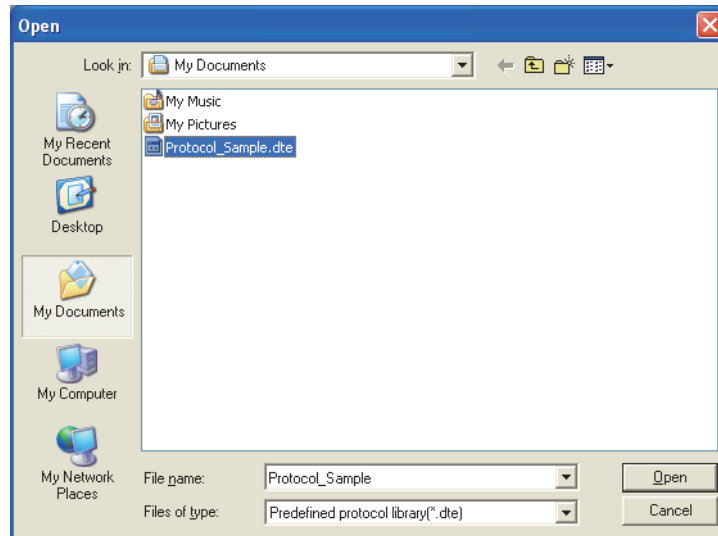 Open
Look in: My Documents
My Recent
Documents
Desktop
My Documents
My Computer
My Network
Places
My Music
My Pictures
Protocol_Sample.dte
File name: Protocol_Sample Open
Files of type: Predefined protocol library(*.dte) Cancel